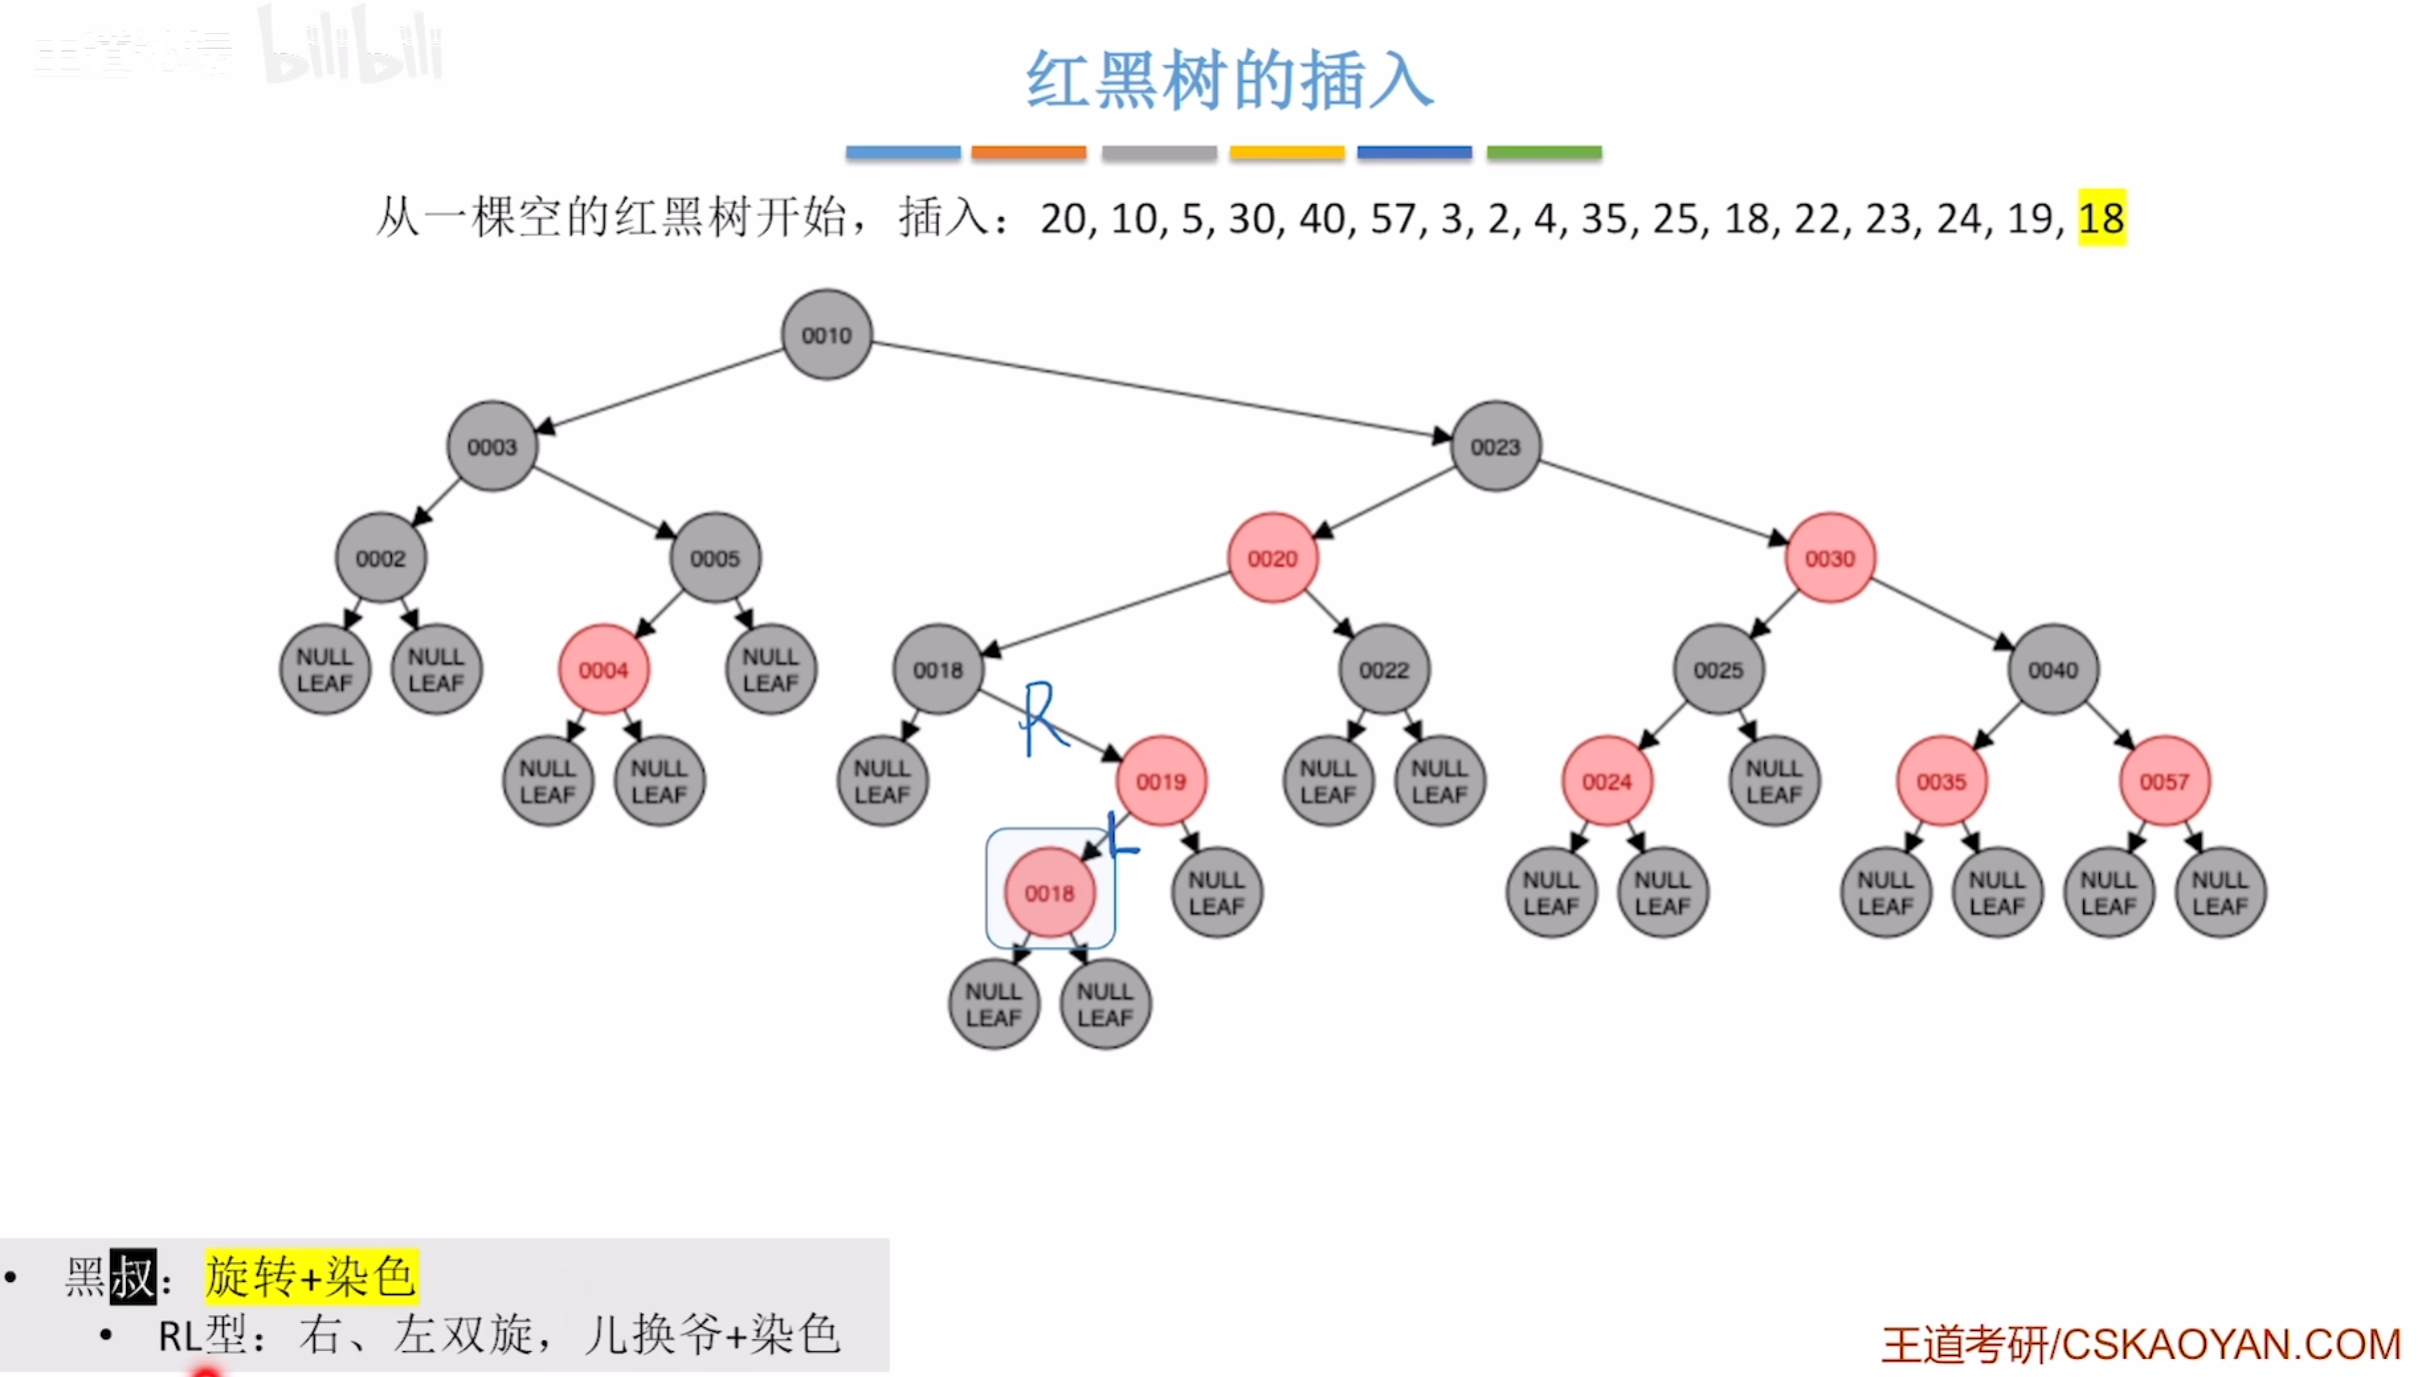 王道论坛 bilibili
红黑树的插入
从一棵空的红黑树开始，插入：20, 10, 5, 30, 40, 57, 3, 2, 4, 35, 25, 18, 22, 23, 24, 19, 18
0010
0003 0023
0002 0005 0020 0030
NULL LEAF NULL LEAF 0004 NULL LEAF 0018 0022 0025 0040
R
NULL LEAF NULL LEAF NULL LEAF 0019 NULL LEAF NULL LEAF 0024 NULL LEAF 0035 0057
L
0018 NULL LEAF NULL LEAF NULL LEAF NULL LEAF NULL LEAF NULL LEAF NULL LEAF
NULL LEAF NULL LEAF
• 黑叔：旋转+染色
• RL型：右、左双旋，儿换爷+染色
王道考研/CSKAOYAN.COM